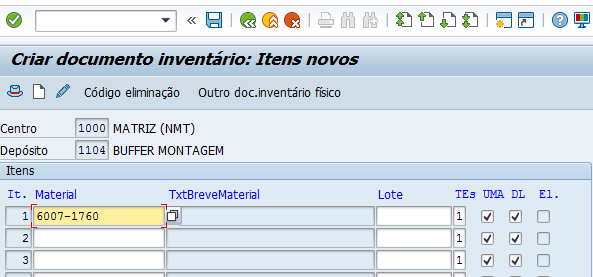 Criar documento inventário: Itens novos
Código eliminação Outro doc.inventário físico
Centro 1000 MATRIZ (NMT)
Depósito 1104 BUFFER MONTAGEM
Itens
It. Material TxtBreveMaterial Lote TEs UMA DL El.
1 6007-1760 1
2 1
3 1